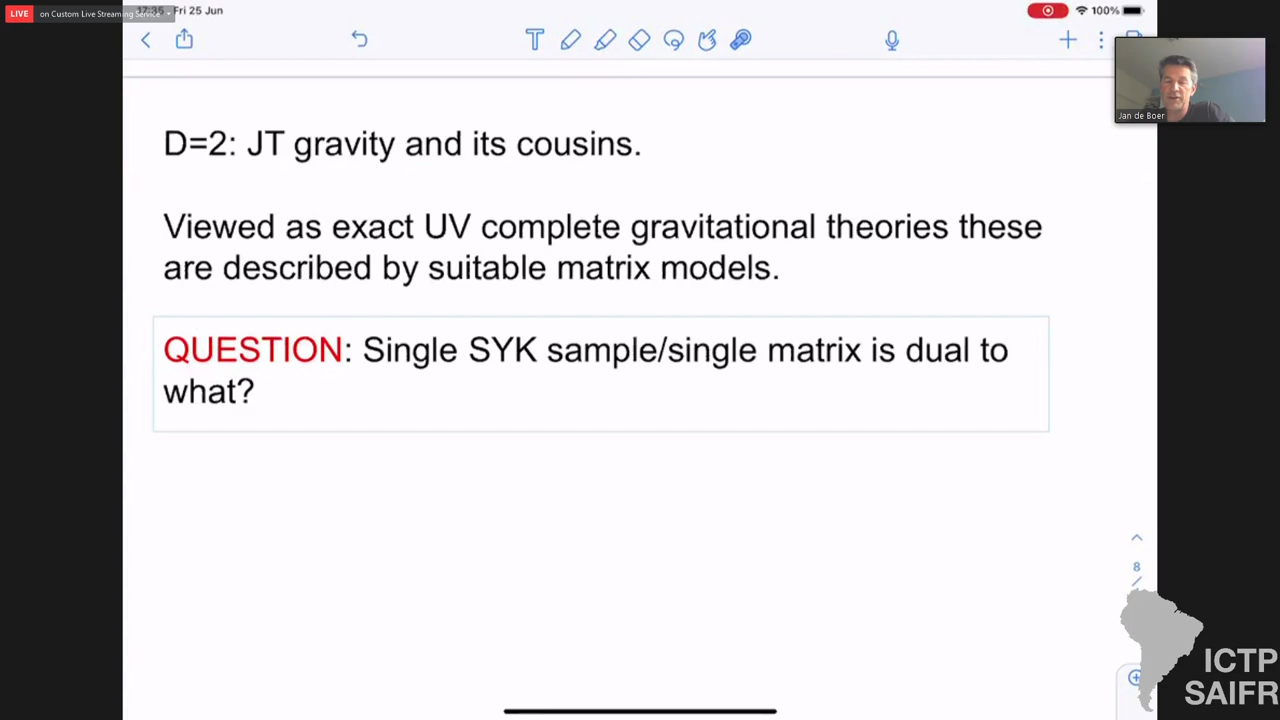 LIVE on Custom Live Streaming Service
17:35 Fri 25 Jun
100%
Jan de Boer
D=2: JT gravity and its cousins.
Viewed as exact UV complete gravitational theories these
are described by suitable matrix models.
QUESTION: Single SYK sample/single matrix is dual to
what?
8
ICTP
SAIFR